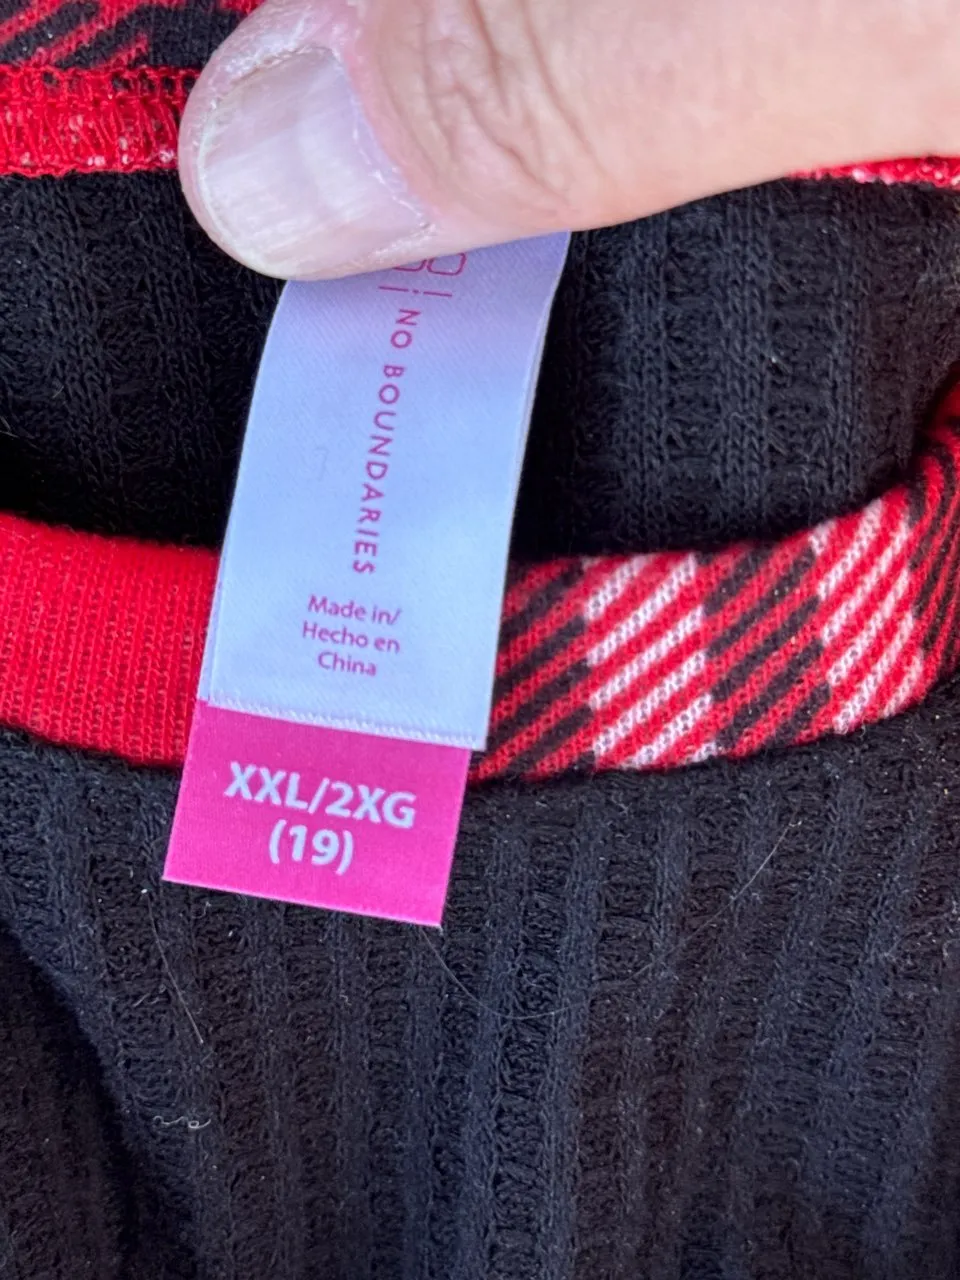 NO BOUNDARIES
Made in/
Hecho en
China
XXL/2XG
(19)